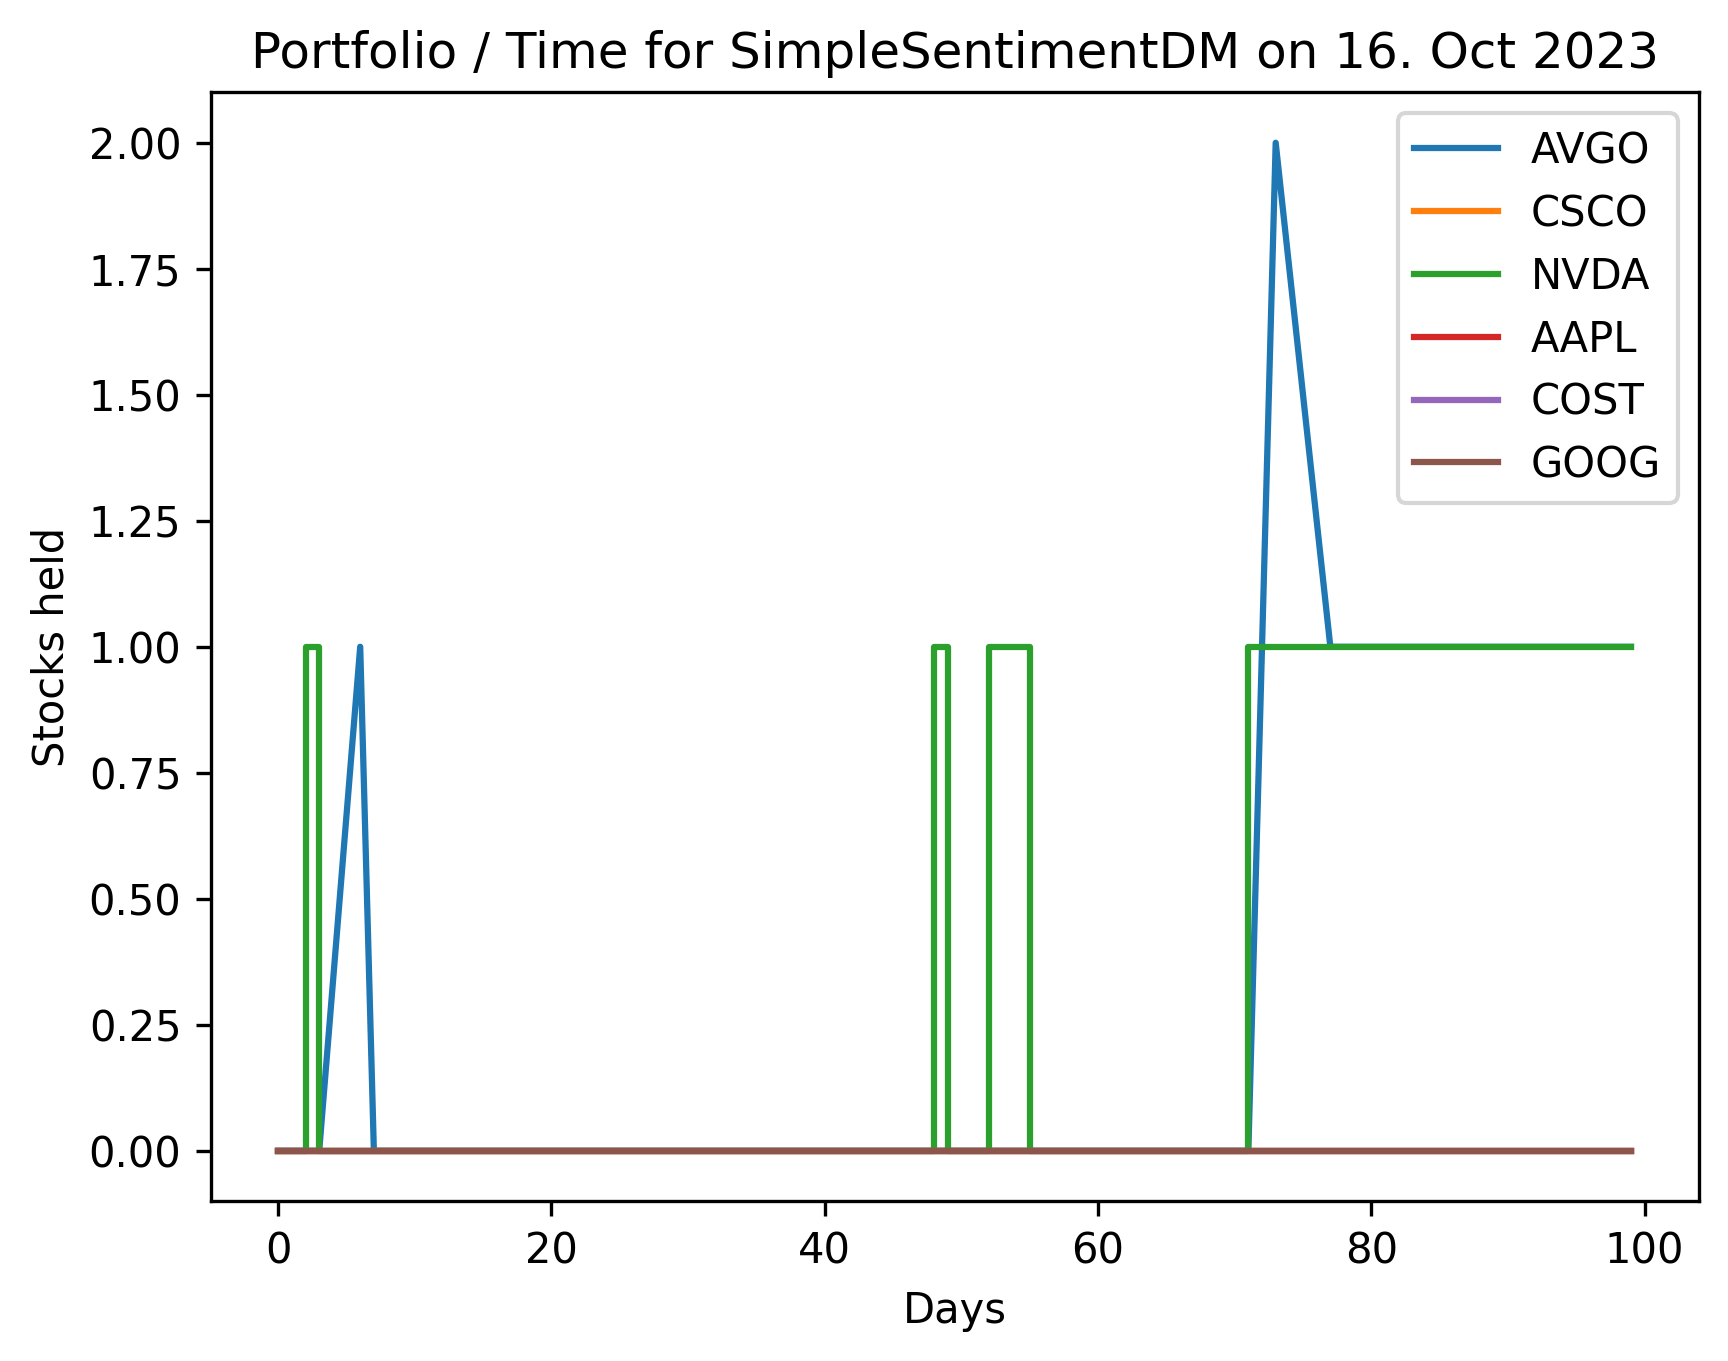 Portfolio / Time for SimpleSentimentDM on 16. Oct 2023
2.00
1.75
1.50
1.25
1.00
0.75
0.50
0.25
0.00
Stocks held
AVGO
CSCO
NVDA
AAPL
COST
GOOG
0 20 40 60 80 100
Days